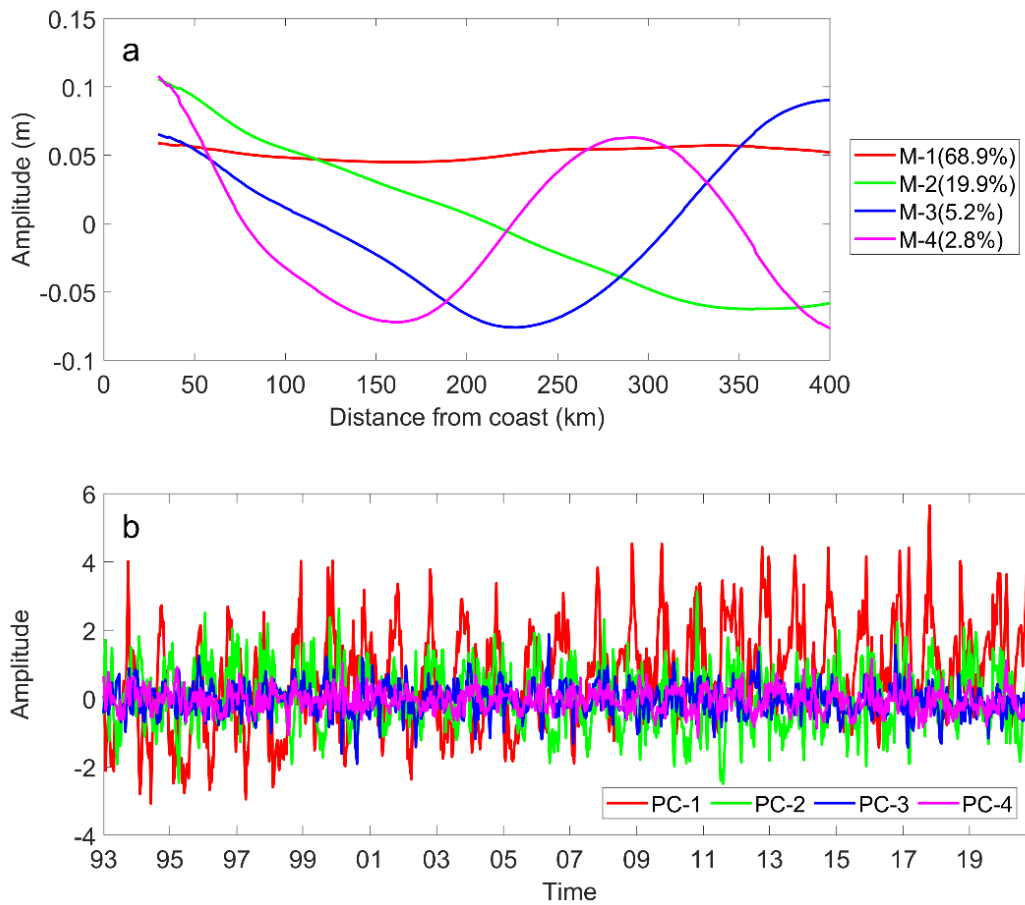 a
0.15
0.1
0.05
0
-0.05
-0.1
Amplitude (m)
0 50 100 150 200 250 300 350 400
Distance from coast (km)
M-1(68.9%)
M-2(19.9%)
M-3(5.2%)
M-4(2.8%)
b
6
4
2
0
-2
-4
Amplitude
PC-1 PC-2 PC-3 PC-4
93 95 97 99 01 03 05 07 09 11 13 15 17 19
Time